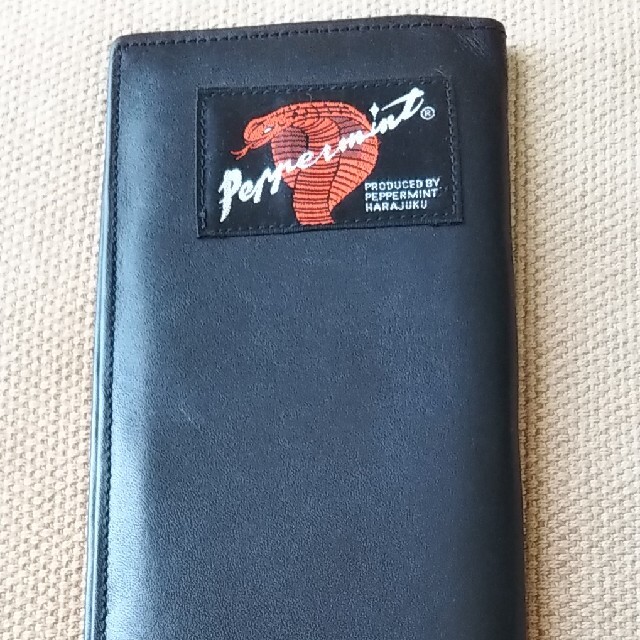 Peppermint®
PRODUCED BY
PEPPERMINT
HARAJUKU